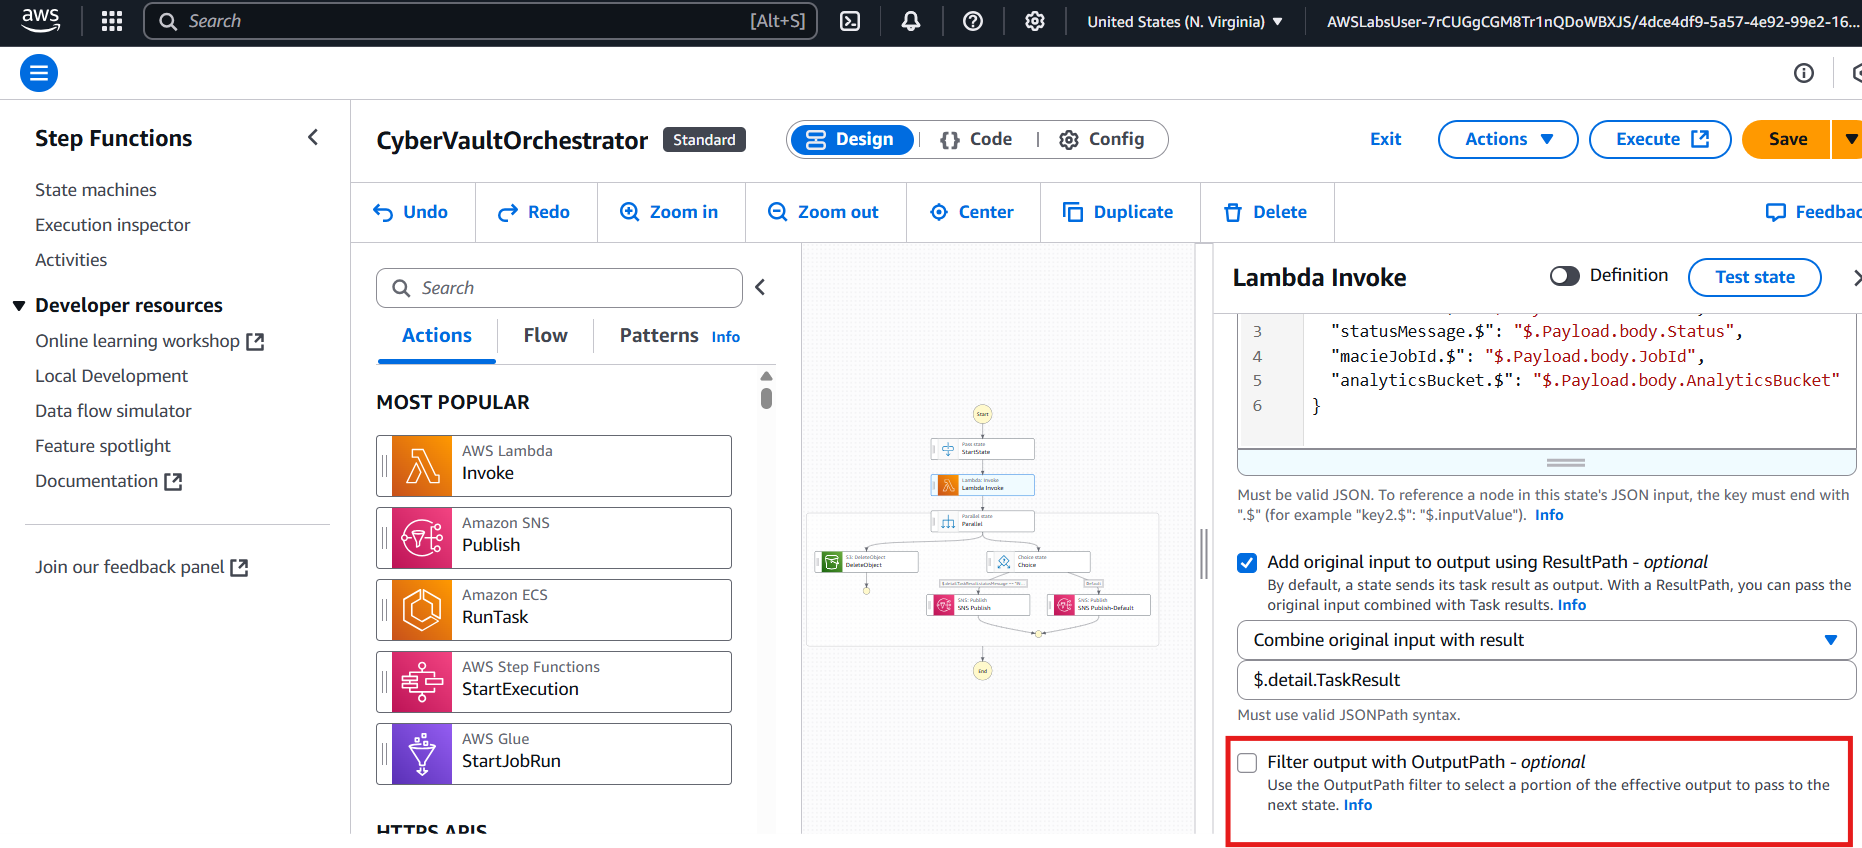 aws
Search
[Alt+S]
United States (N. Virginia)
AWSLabsUser-7rCUGgCGM8Tr1nQDoWBXJS/4dce4df9-5a57-4e92-99e2-16...
Step Functions
State machines
Execution inspector
Activities
Developer resources
Online learning workshop
Local Development
Data flow simulator
Feature spotlight
Documentation
Join our feedback panel
CyberVaultOrchestrator
Standard
Design
{} Code
Config
Exit
Actions
Execute
Save
Undo
Redo
Zoom in
Zoom out
Center
Duplicate
Delete
Feedbac
Search
Actions
Flow
Patterns
Info
MOST POPULAR
AWS Lambda
Invoke
Amazon SNS
Publish
Amazon ECS
RunTask
AWS Step Functions
StartExecution
AWS Glue
StartJobRun
HTTPS APIS
Start
Pass state
StartState
Lambda: Invoke
Lambda Invoke
Parallel state
Parallel
S3: DeleteObject
DeleteObject
Choice state
Choice
Default
SNS: Publish
SNS Publish
SNS: Publish
SNS Publish-Default
End
Lambda Invoke
Definition
Test state
3 "statusMessage.$": "$.Payload.body.Status",
4 "macieJobId.$": "$.Payload.body.JobId",
5 "analyticsBucket.$": "$.Payload.body.AnalyticsBucket"
6 }
Must be valid JSON. To reference a node in this state's JSON input, the key must end with
".$" (for example "key2.$": "$.inputValue"). Info
Add original input to output using ResultPath - optional
By default, a state sends its task result as output. With a ResultPath, you can pass the
original input combined with Task results. Info
Combine original input with result
$.detail.TaskResult
Must use valid JSONPath syntax.
Filter output with OutputPath - optional
Use the OutputPath filter to select a portion of the effective output to pass to the
next state. Info